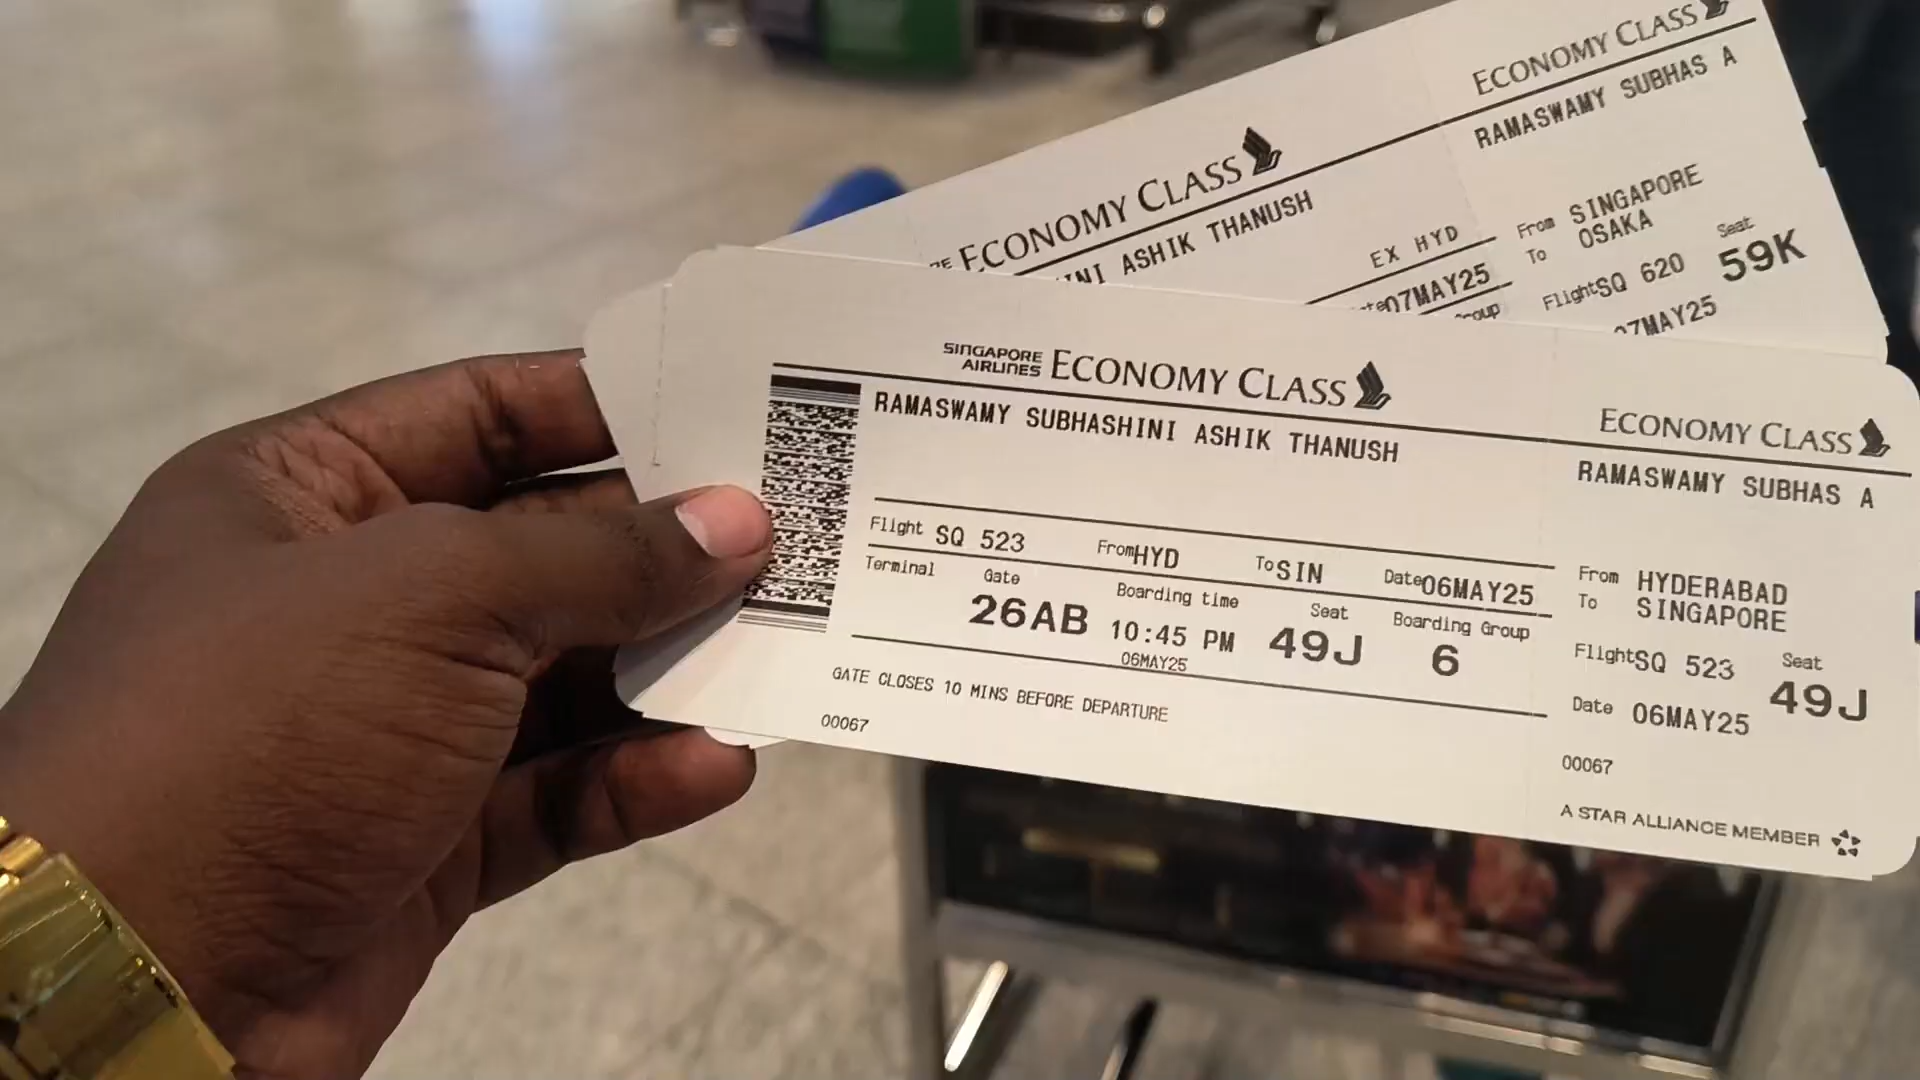 ECONOMY CLASS
RAMASWAMY SUBHAS A
From SINGAPORE
To OSAKA
Seat
FlightSQ 620 59K
07MAY25
ECONOMY CLASS
ASHIK THANUSH
EX HYD
07MAY25
SINGAPORE AIRLINES ECONOMY CLASS
RAMASWAMY SUBHASHINI ASHIK THANUSH
Flight SQ 523 From HYD To SIN Date 06MAY25
Terminal Gate Boarding time Seat Boarding Group
26AB 10:45 PM 49J 6
06MAY25
GATE CLOSES 10 MINS BEFORE DEPARTURE
00067
ECONOMY CLASS
RAMASWAMY SUBHAS A
From HYDERABAD
To SINGAPORE
Flight SQ 523 Seat
Date 06MAY25 49J
00067
A STAR ALLIANCE MEMBER